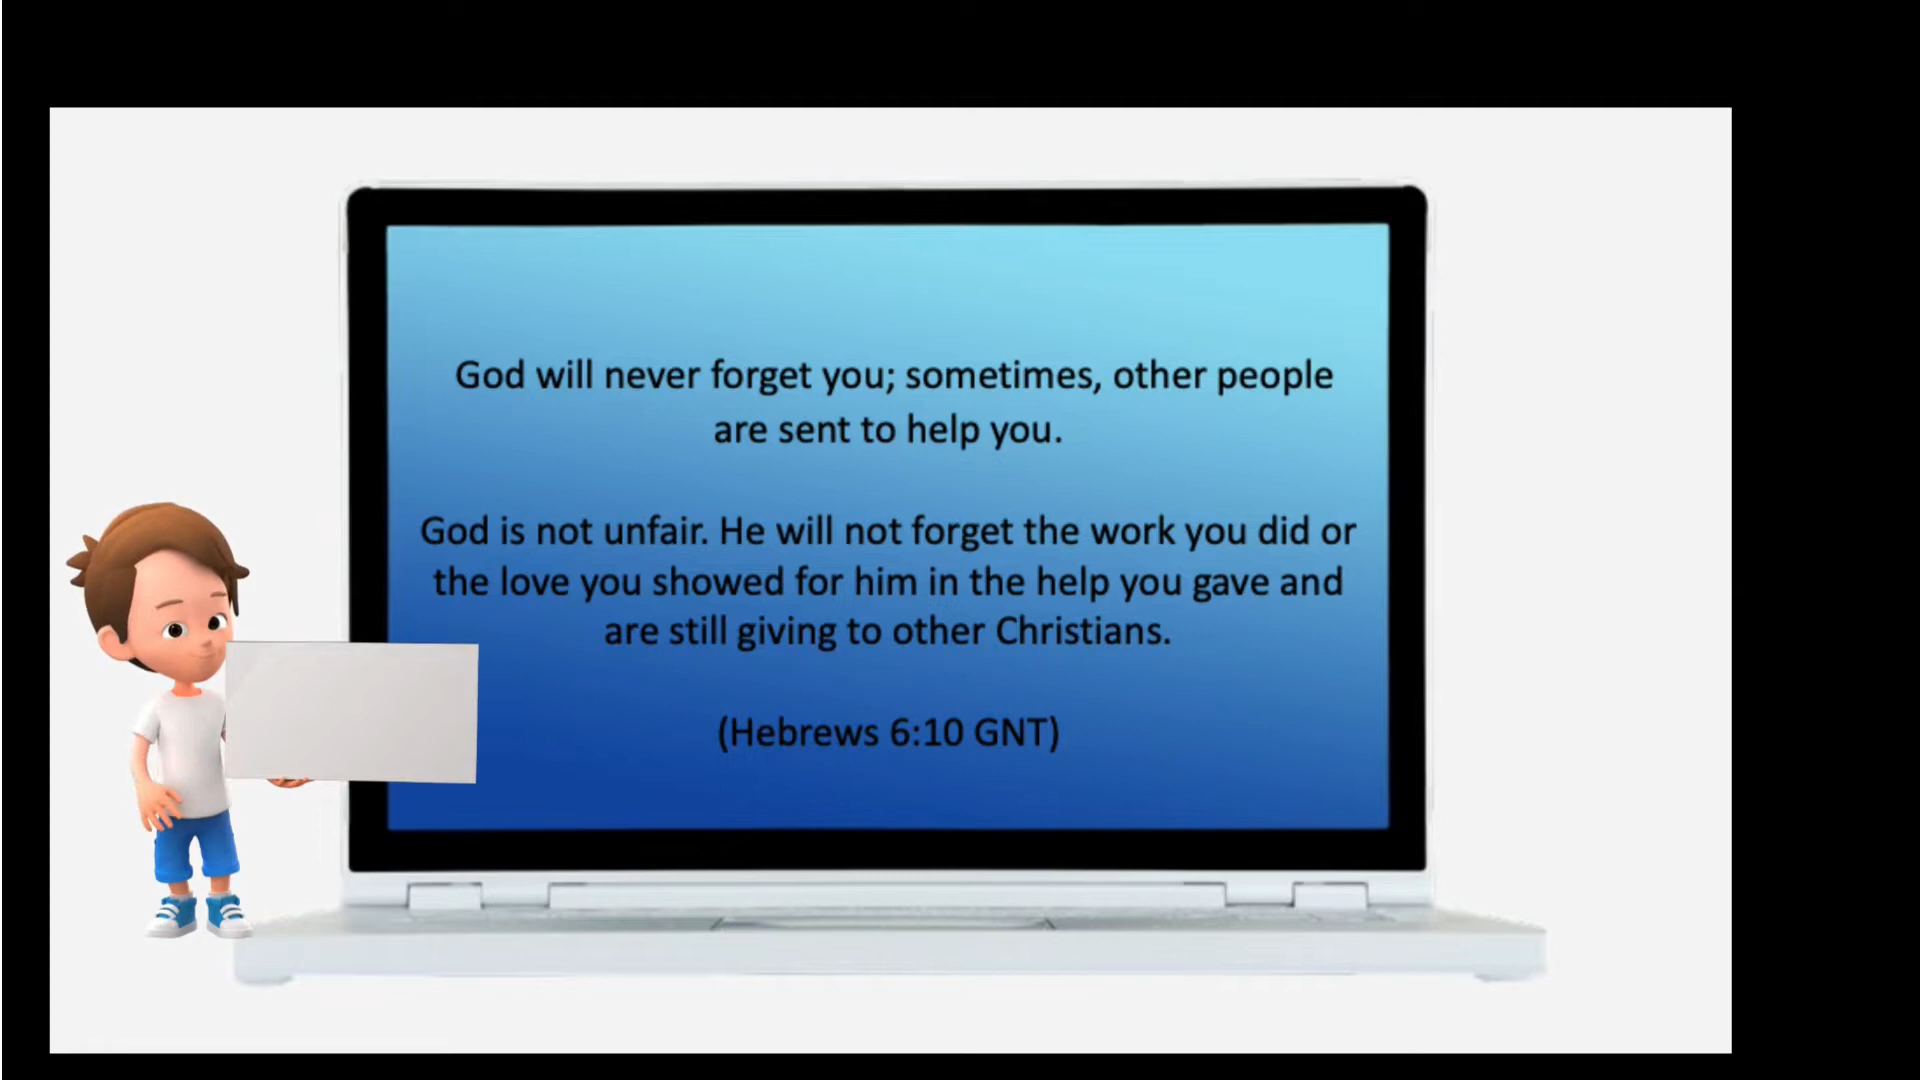 God will never forget you; sometimes, other people
are sent to help you.
God is not unfair. He will not forget the work you did or
the love you showed for him in the help you gave and
are still giving to other Christians.
(Hebrews 6:10 GNT)